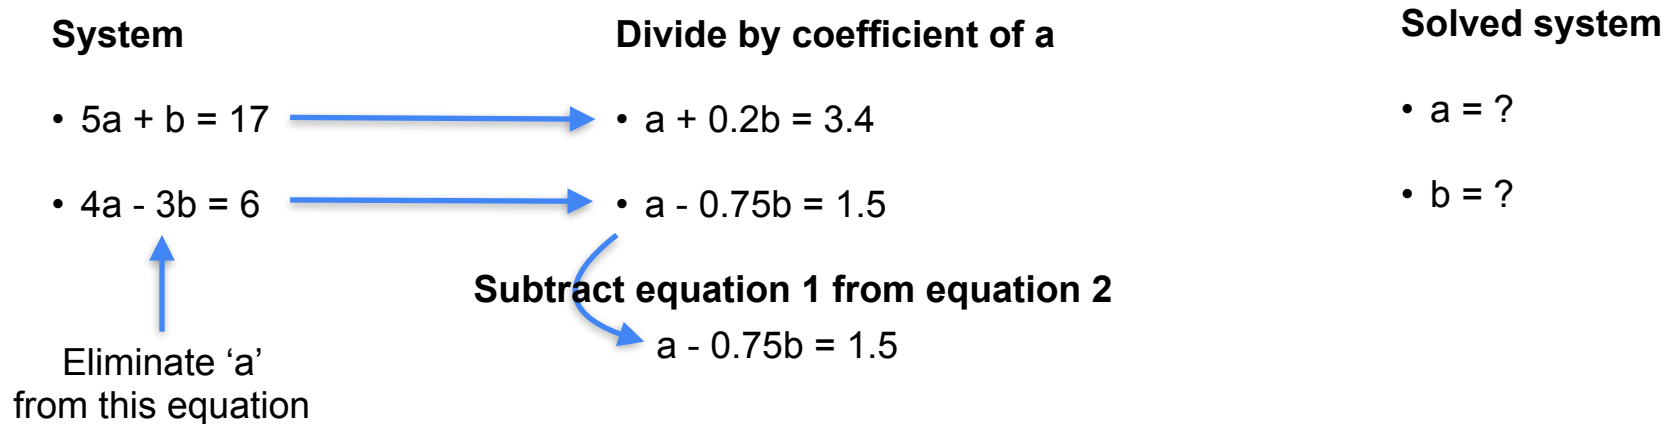 System
• 5a + b = 17
• 4a - 3b = 6
Eliminate ‘a’
from this equation
Divide by coefficient of a
• a + 0.2b = 3.4
• a - 0.75b = 1.5
Subtract equation 1 from equation 2
a - 0.75b = 1.5
Solved system
• a = ?
• b = ?